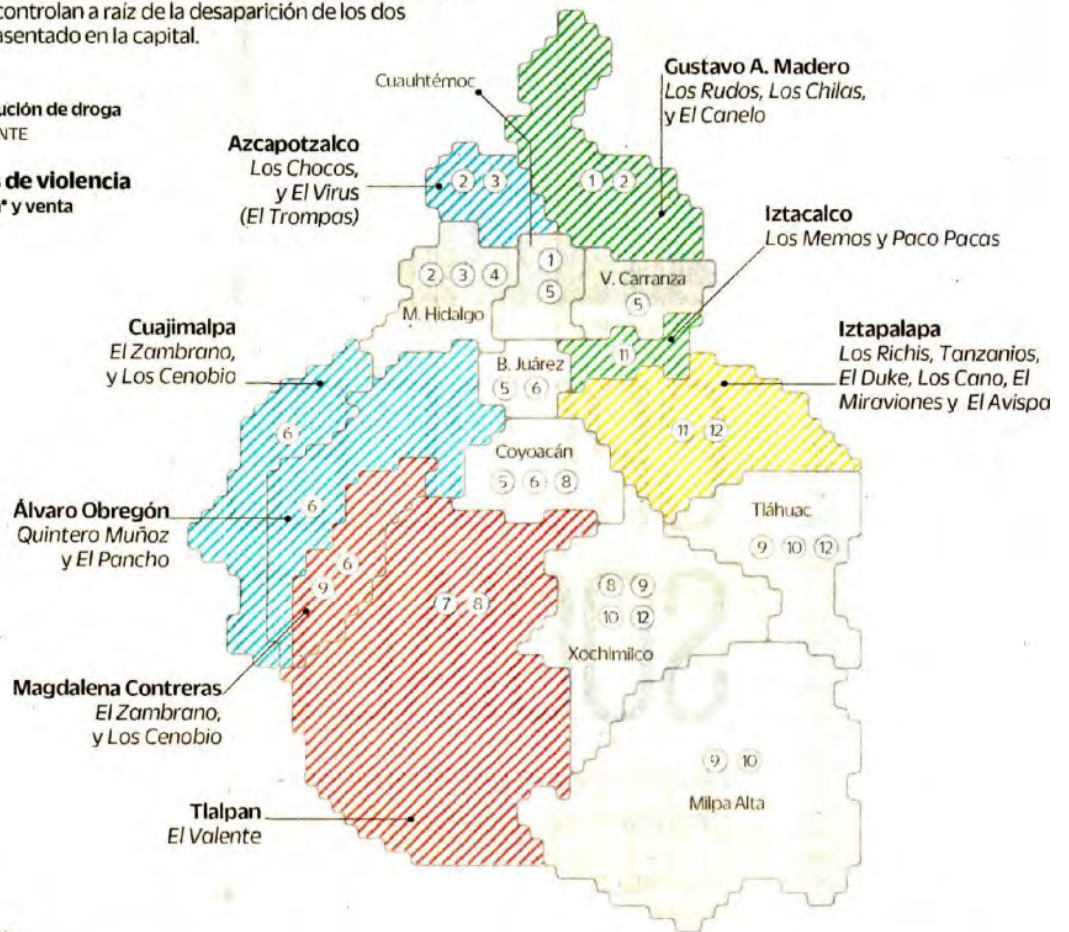 controlan a raíz de la desaparición de los dos
asentado en la capital.
ución de droga
NTE
de violencia
y venta
Cuauhtémoc
Gustavo A. Madero
Los Rudos, Los Chilas,
y El Canelo
Azcapotzalco
Los Chocos,
y El Virus
(El Trompas)
2 3
1 2
Iztacalco
Los Memos y Paco Pacas
2 3 4
M. Hidalgo
1
5
V. Carranza
5
Cuajimalpa
El Zambrano,
y Los Cenobio
6
B. Juárez
5 6
11
Iztapalapa
Los Richis, Tanzanios,
El Duke, Los Cano, El
Miraviones y El Avispa
11 12
Coyoacán
5 6 8
Álvaro Obregón
Quintero Muñoz
y El Pancho
6
Tláhuac
9 10 12
6
9
7 8
8 9
10 12
Xochimilco
Magdalena Contreras
El Zambrano,
y Los Cenobio
9 10
Milpa Alta
Tlalpan
El Valente